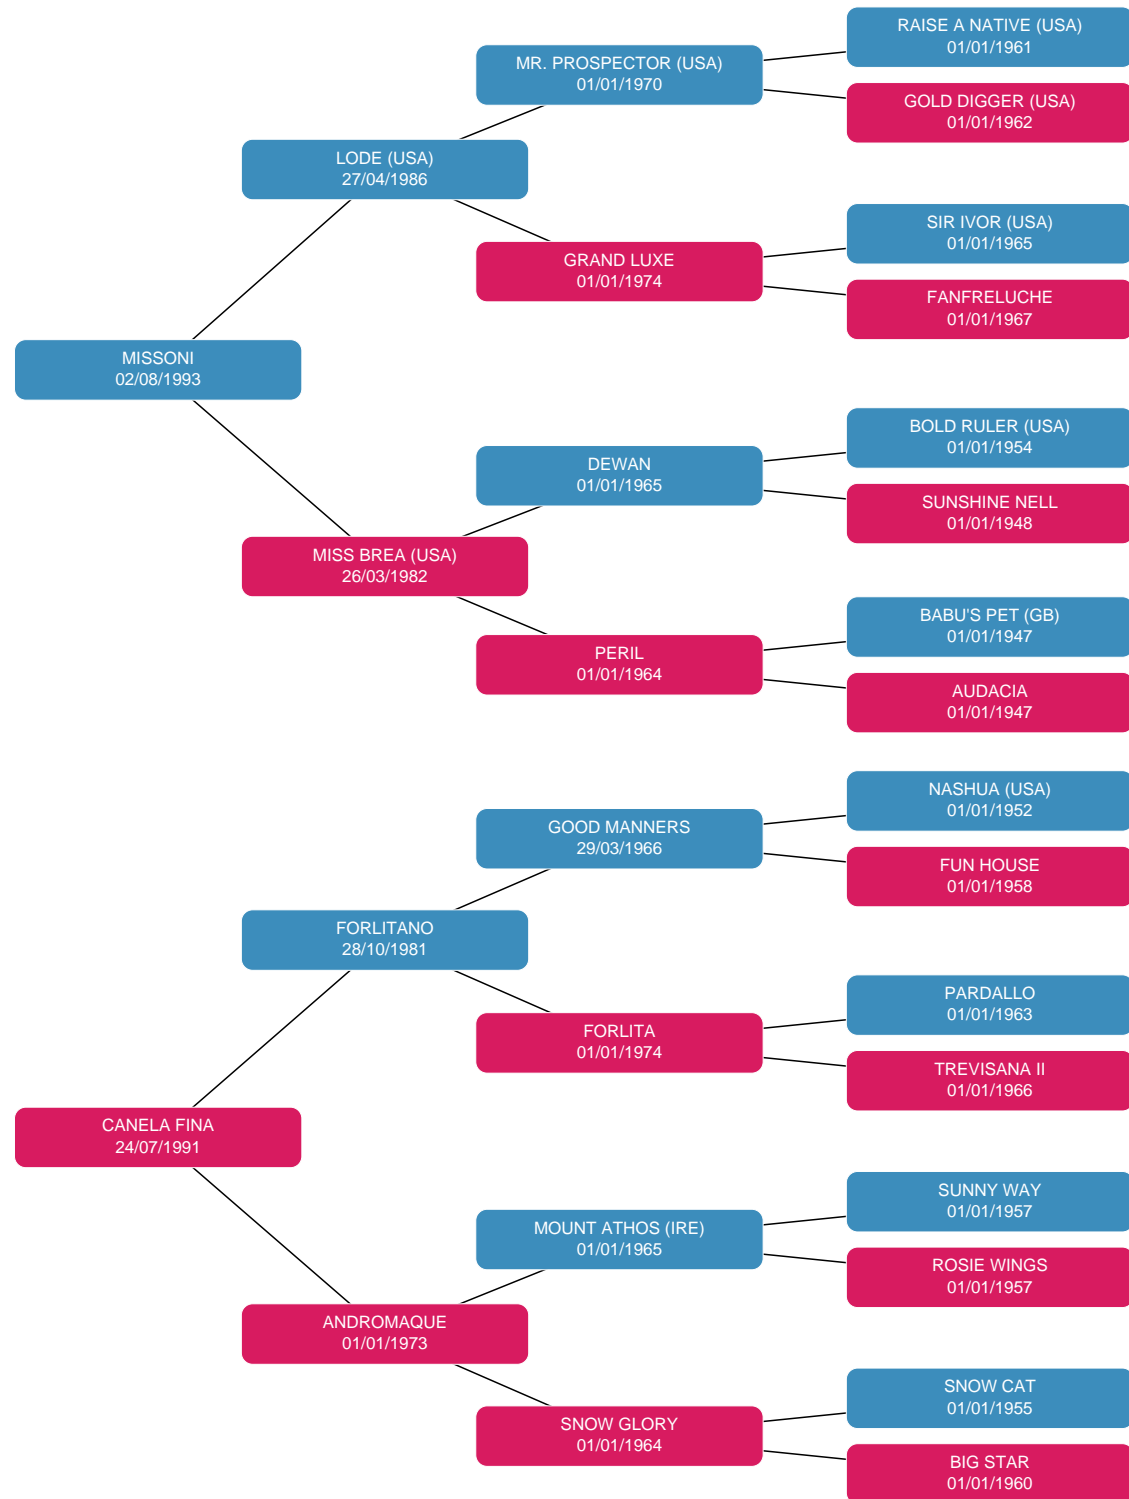 RAISE A NATIVE (USA)
01/01/1961
MR. PROSPECTOR (USA)
01/01/1970
GOLD DIGGER (USA)
01/01/1962
LODE (USA)
27/04/1986
SIR IVOR (USA)
01/01/1965
GRAND LUXE
01/01/1974
FANFRELUCHE
01/01/1967
MISSONI
02/08/1993
BOLD RULER (USA)
01/01/1954
DEWAN
01/01/1965
SUNSHINE NELL
01/01/1948
MISS BREA (USA)
26/03/1982
BABU'S PET (GB)
01/01/1947
PERIL
01/01/1964
AUDACIA
01/01/1947
NASHUA (USA)
01/01/1952
GOOD MANNERS
29/03/1966
FUN HOUSE
01/01/1958
FORLITANO
28/10/1981
PARDALLO
01/01/1963
FORLITA
01/01/1974
TREVISANA II
01/01/1966
CANELA FINA
24/07/1991
SUNNY WAY
01/01/1957
MOUNT ATHOS (IRE)
01/01/1965
ROSIE WINGS
01/01/1957
ANDROMAQUE
01/01/1973
SNOW CAT
01/01/1955
SNOW GLORY
01/01/1964
BIG STAR
01/01/1960